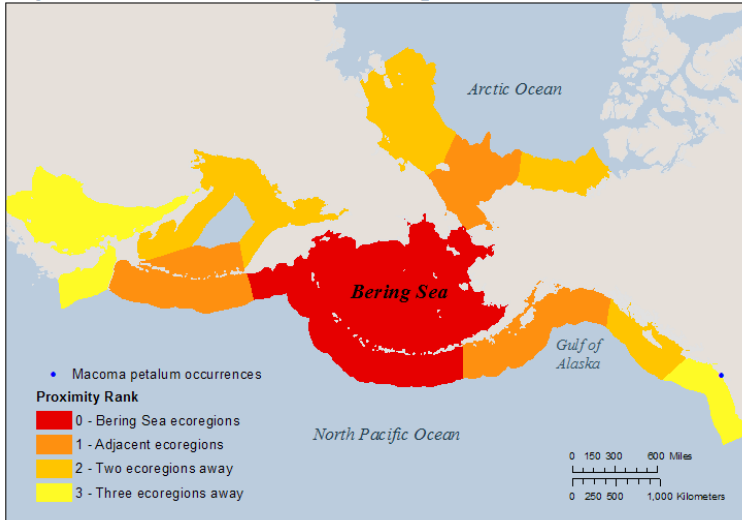 Arctic Ocean
Bering Sea
Gulf of
Alaska
North Pacific Ocean
Macoma petalum occurrences
Proximity Rank
0 - Bering Sea ecoregions
1 - Adjacent ecoregions
2 - Two ecoregions away
3 - Three ecoregions away
0 150 300 600 Miles
0 250 500 1,000 Kilometers